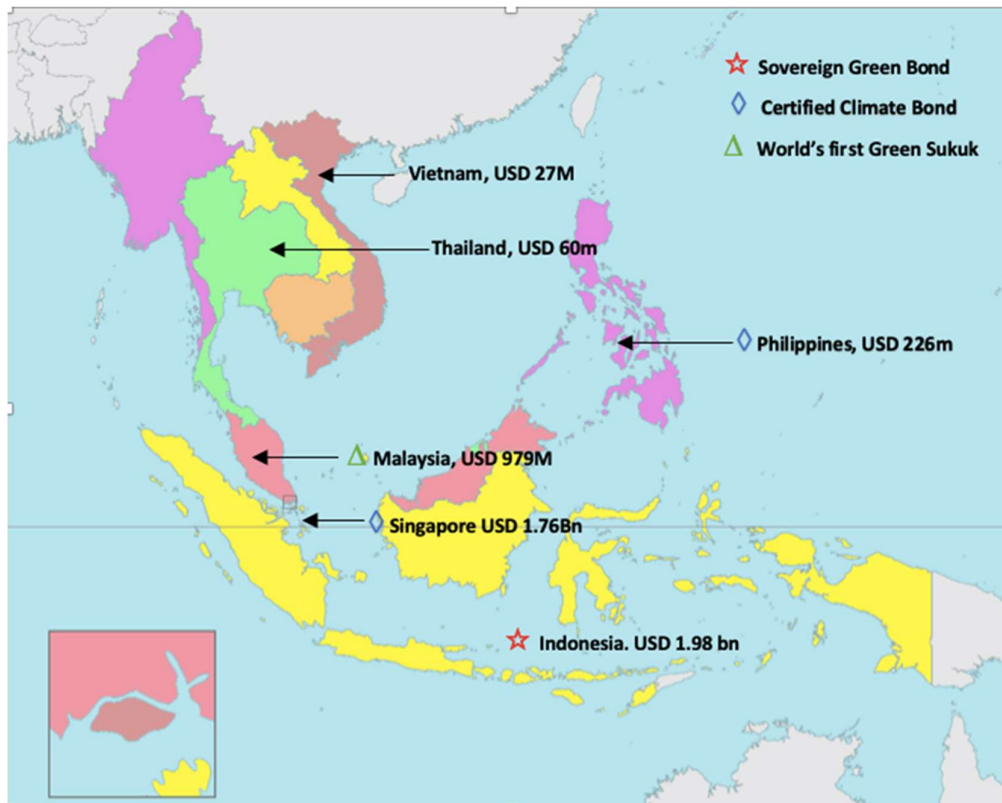 Sovereign Green Bond
Certified Climate Bond
World's first Green Sukuk
Vietnam, USD 27M
Thailand, USD 60m
Philippines, USD 226m
Malaysia, USD 979M
Singapore USD 1.76Bn
Indonesia. USD 1.98 bn